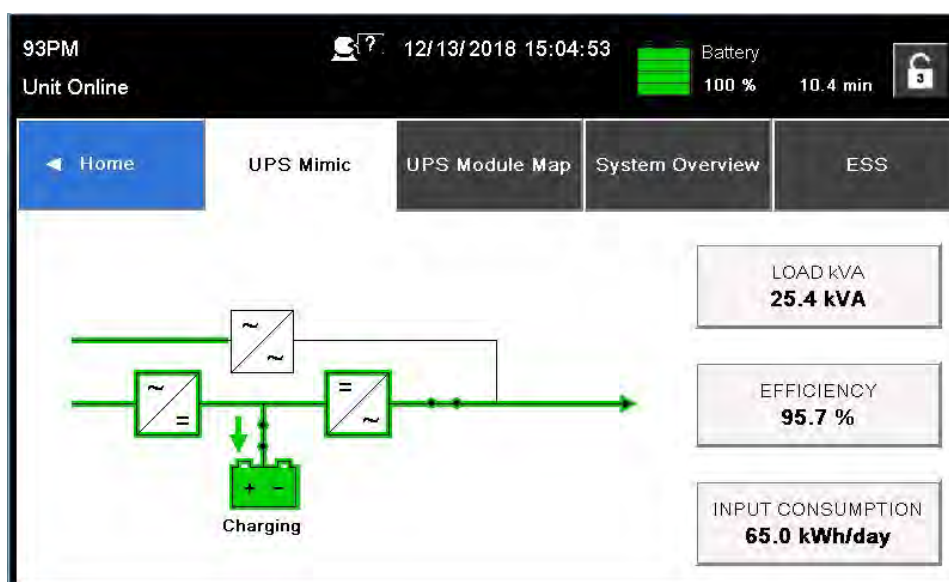 93PM
?
12/13/2018 15:04:53
Battery
Unit Online
100 %
10.4 min
3
◄ Home
UPS Mimic
UPS Module Map
System Overview
ESS
LOAD kVA
25.4 kVA
~
~
EFFICIENCY
95.7 %
~
=
=
~
+ -
Charging
INPUT CONSUMPTION
65.0 kWh/day